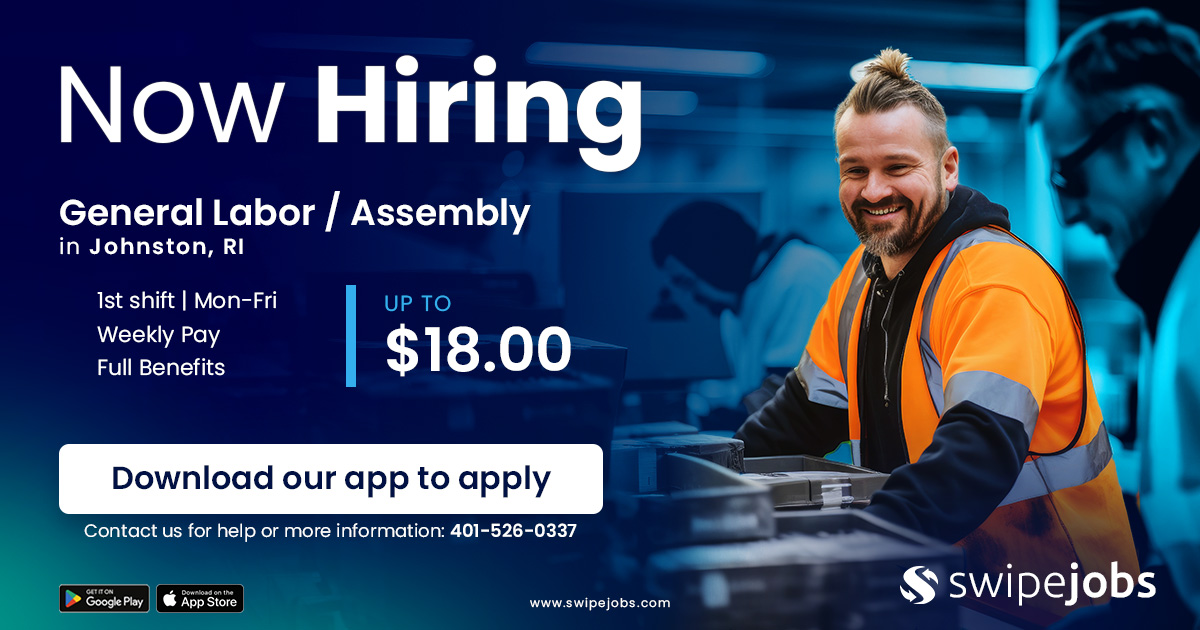 Now Hiring
General Labor / Assembly
in Johnston, RI
1st shift | Mon-Fri
Weekly Pay
Full Benefits
UP TO
$18.00
Download our app to apply
Contact us for help or more information: 401-526-0337
GET IT ON
Google Play
Download on the
App Store
www.swipejobs.com
swipejobs